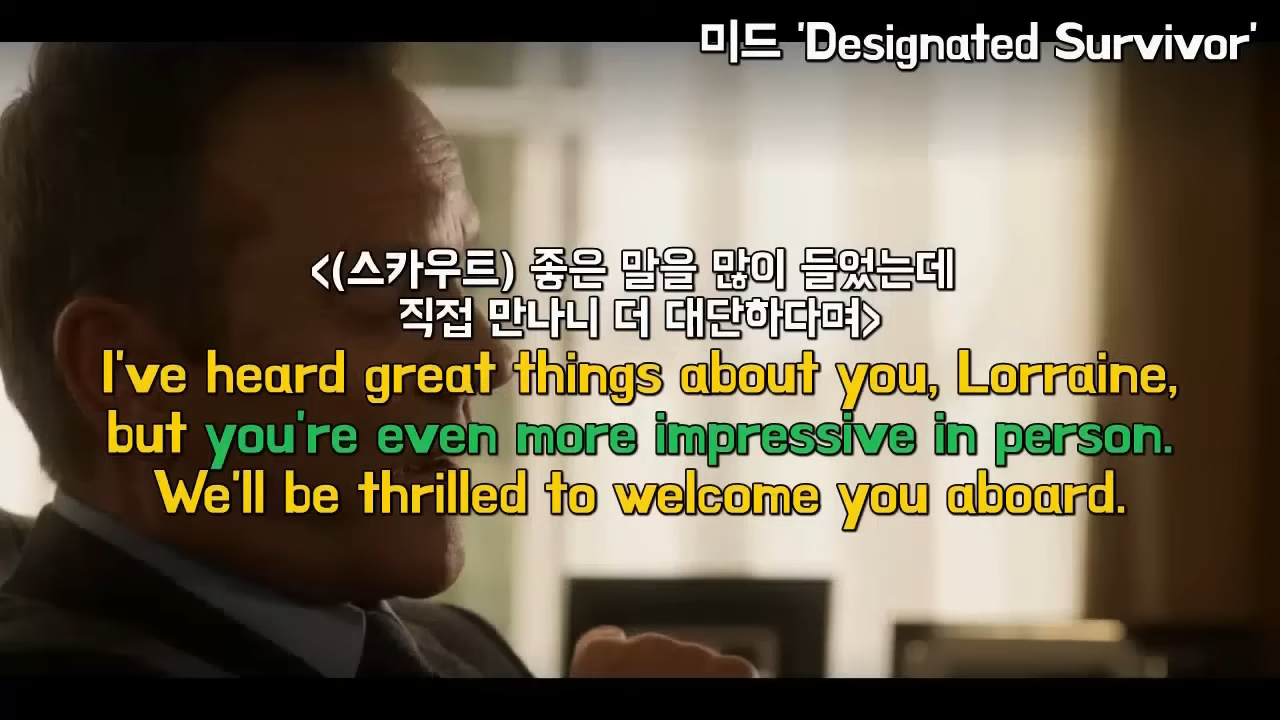 미드 'Designated Survivor'
<(스카우트) 좋은 말을 많이 들었는데
직접 만나니 더 대단하다며>
I've heard great things about you, Lorraine,
but you're even more impressive in person.
We'll be thrilled to welcome you aboard.